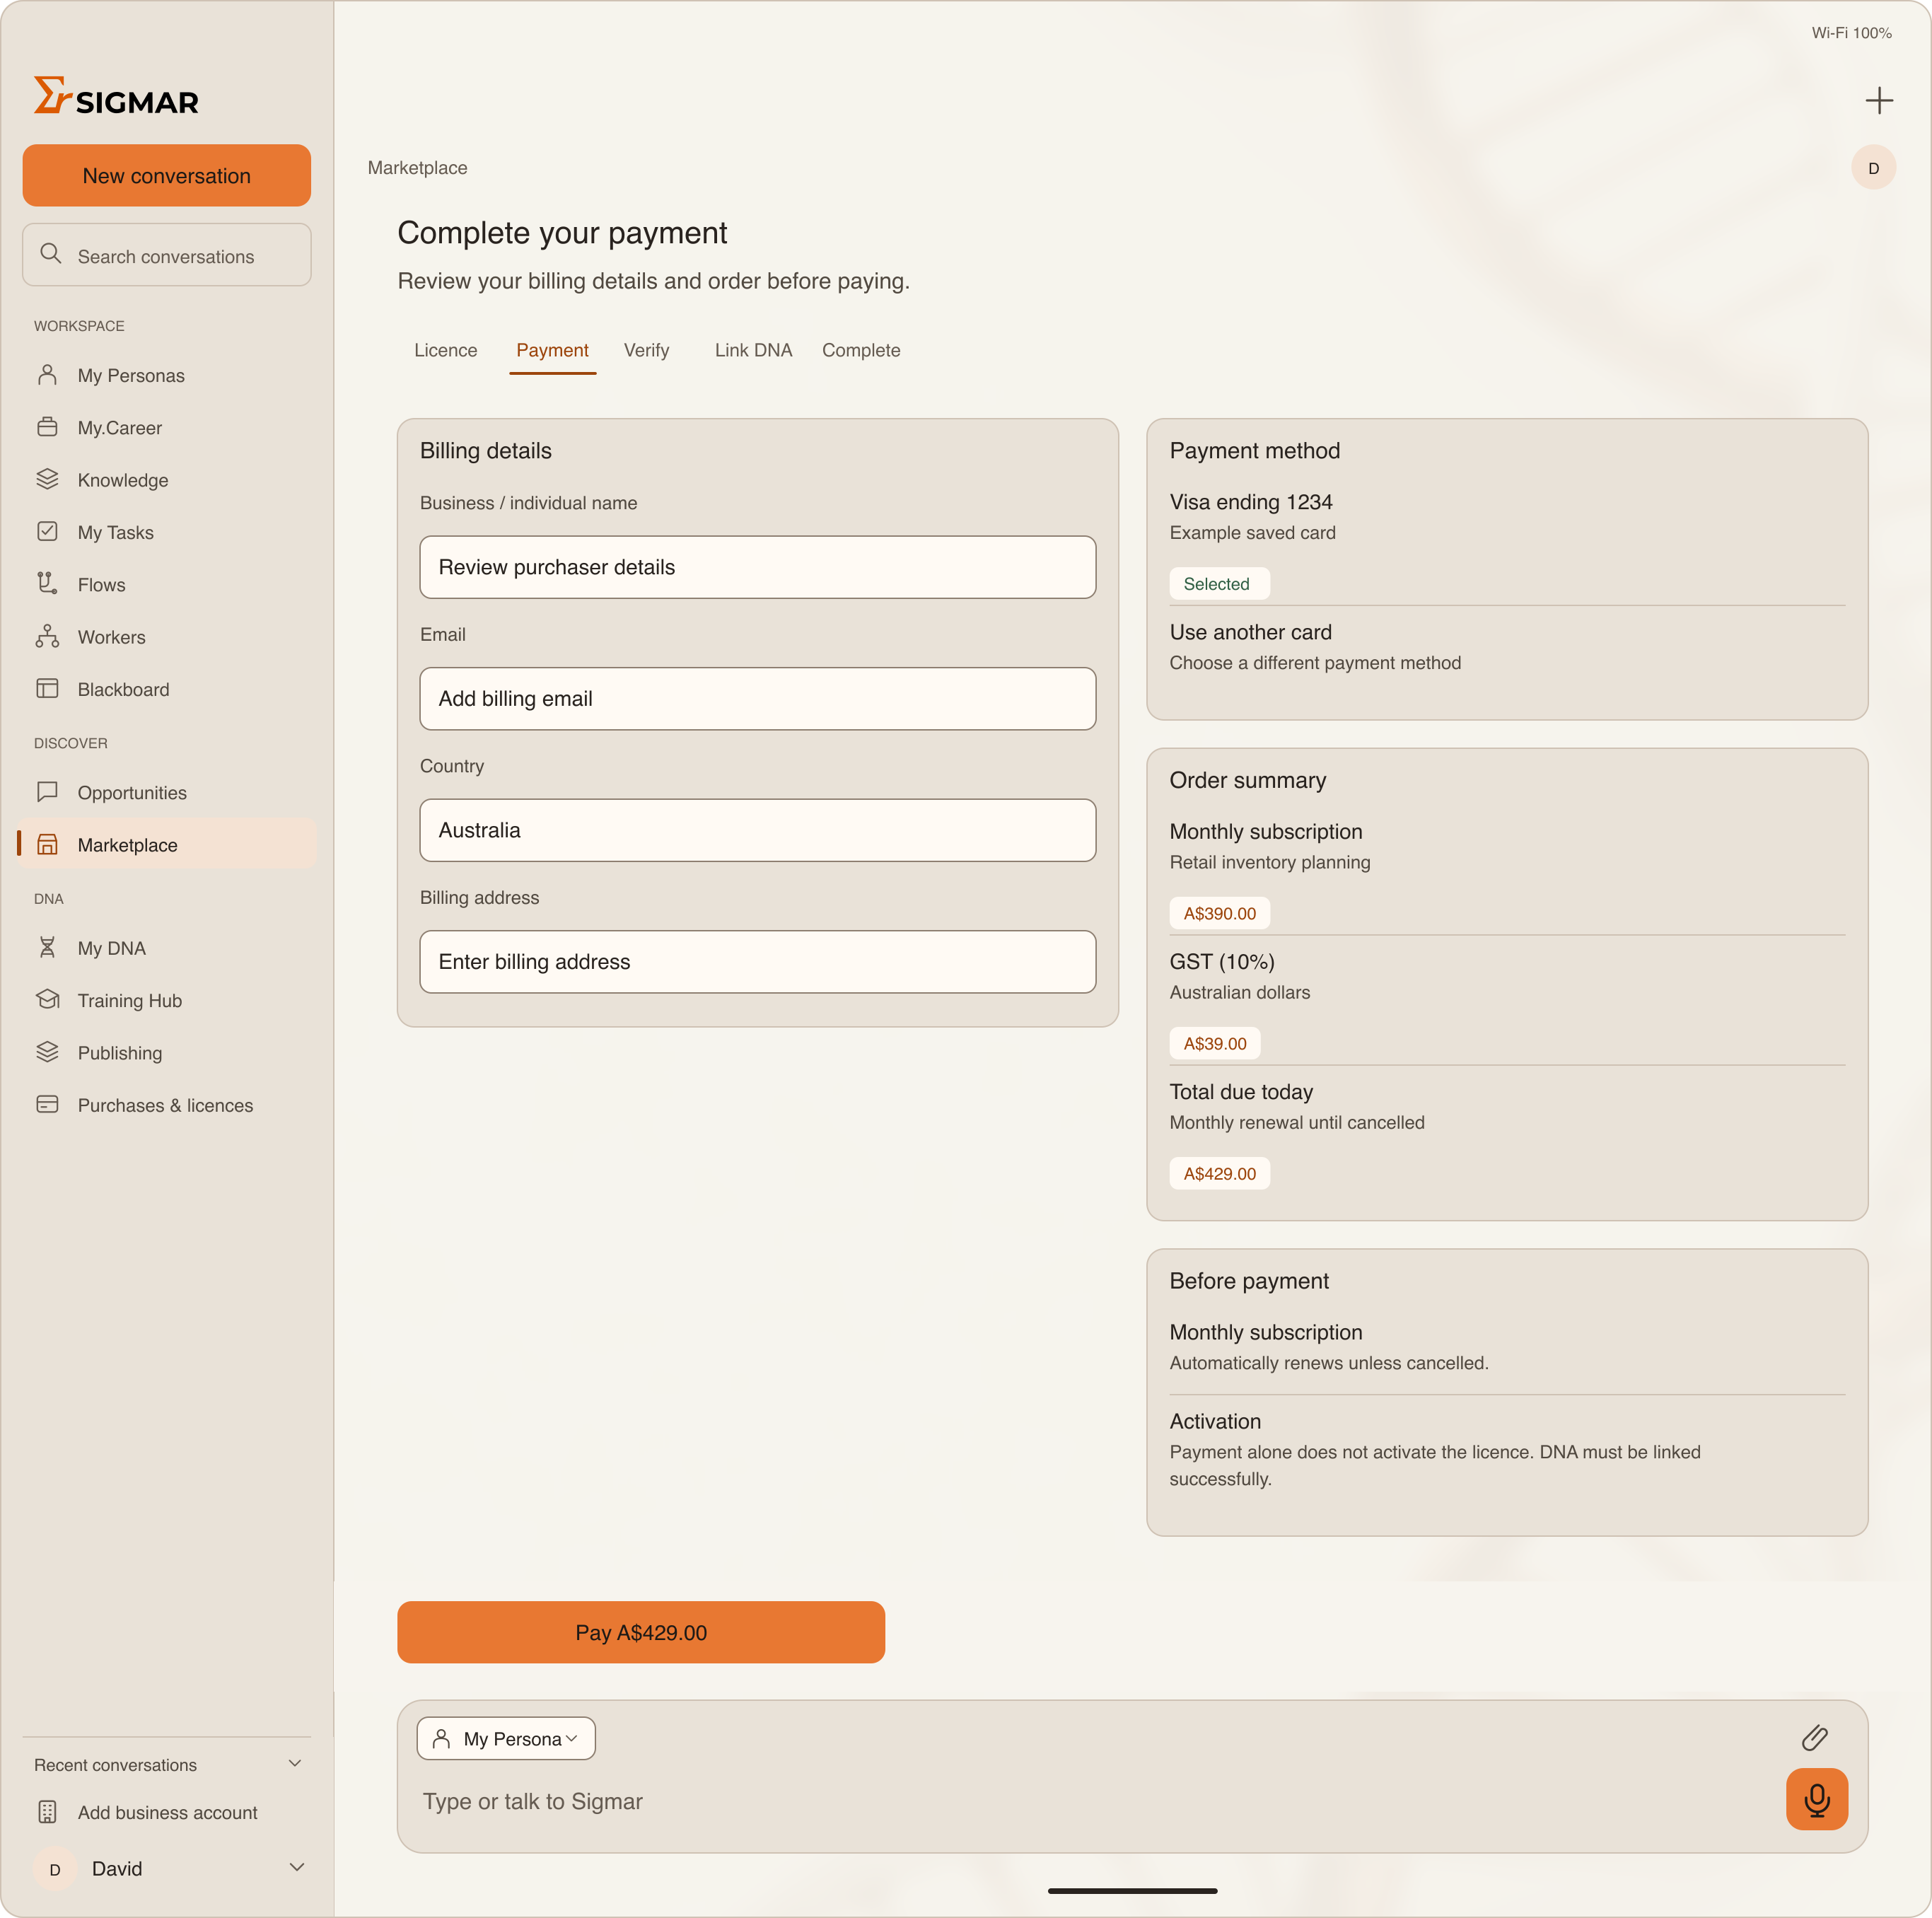 Wi-Fi 100%
Σr SIGMAR
New conversation
Search conversations
WORKSPACE
My Personas
My.Career
Knowledge
My Tasks
Flows
Workers
Blackboard
DISCOVER
Opportunities
Marketplace
DNA
My DNA
Training Hub
Publishing
Purchases & licences
Recent conversations
Add business account
D David
Marketplace
D
Complete your payment
Review your billing details and order before paying.
Licence Payment Verify Link DNA Complete
Billing details
Business / individual name
Review purchaser details
Email
Add billing email
Country
Australia
Billing address
Enter billing address
Payment method
Visa ending 1234
Example saved card
Selected
Use another card
Choose a different payment method
Order summary
Monthly subscription
Retail inventory planning
A$390.00
GST (10%)
Australian dollars
A$39.00
Total due today
Monthly renewal until cancelled
A$429.00
Before payment
Monthly subscription
Automatically renews unless cancelled.
Activation
Payment alone does not activate the licence. DNA must be linked
successfully.
Pay A$429.00
My Persona
Type or talk to Sigmar